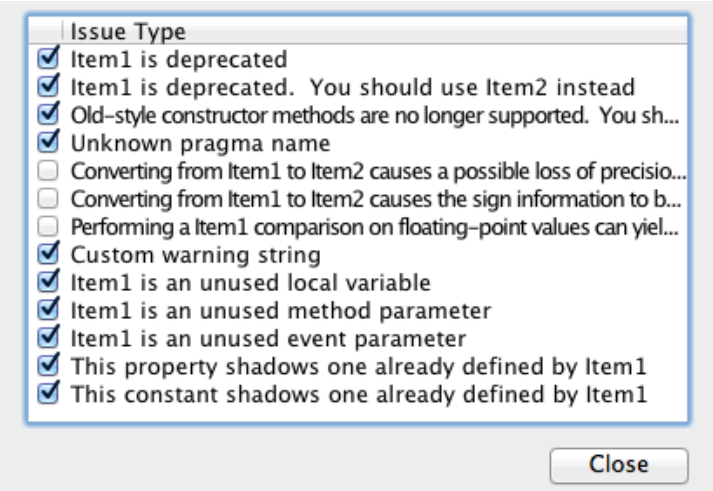 Issue Type
Item1 is deprecated
Item1 is deprecated.  You should use Item2 instead
Old-style constructor methods are no longer supported.  You sh...
Unknown pragma name
Converting from Item1 to Item2 causes a possible loss of precisio...
Converting from Item1 to Item2 causes the sign information to b...
Performing a Item1 comparison on floating-point values can yiel...
Custom warning string
Item1 is an unused local variable
Item1 is an unused method parameter
Item1 is an unused event parameter
This property shadows one already defined by Item1
This constant shadows one already defined by Item1
Close